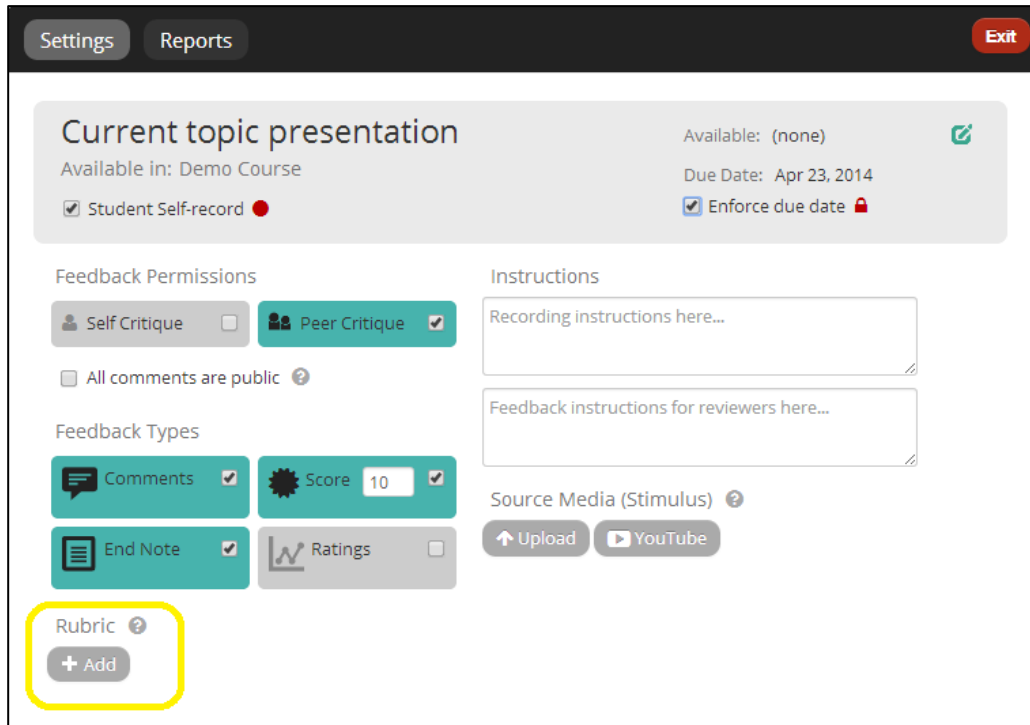 Settings Reports Exit
Current topic presentation
Available in: Demo Course
Student Self-record
Available: (none)
Due Date: Apr 23, 2014
Enforce due date
Feedback Permissions
Self Critique Peer Critique
All comments are public
Feedback Types
Comments Score 10
End Note Ratings
Rubric
+ Add
Instructions
Recording instructions here...
Feedback instructions for reviewers here...
Source Media (Stimulus)
Upload YouTube